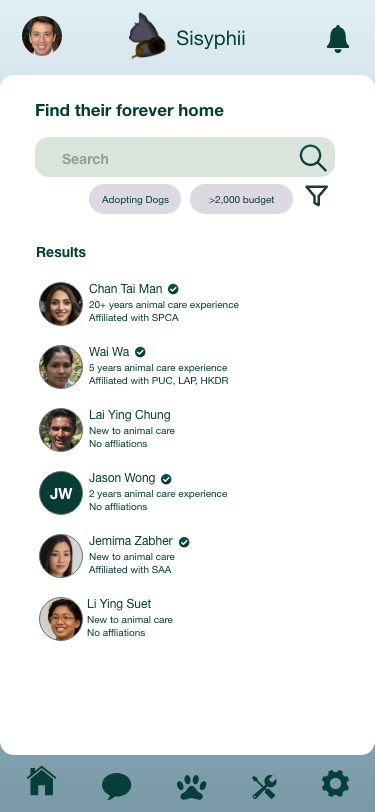 Sisyphii
Find their forever home
Search
Adopting Dogs
>2,000 budget
Results
Chan Tai Man
20+ years animal care experience
Affiliated with SPCA
Wai Wa
5 years animal care experience
Affiliated with PUC, LAP, HKDR
Lai Ying Chung
New to animal care
No affliations
JW
Jason Wong
2 years animal care experience
No affliations
Jemima Zabher
New to animal care
Affiliated with SAA
Li Ying Suet
New to animal care
No affliations